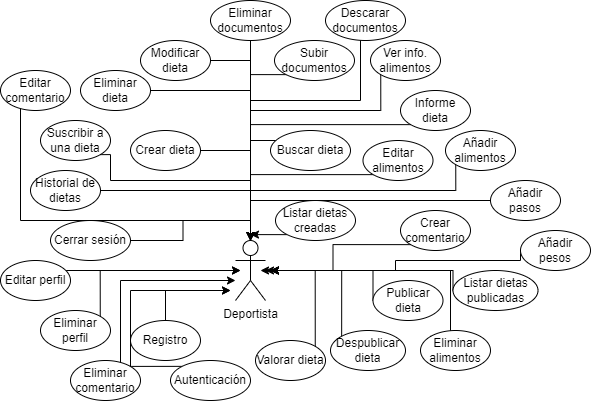 Eliminar
documentos
Descarar
documentos
Modificar
dieta
Subir
documentos
Ver info.
alimentos
Editar
comentario
Eliminar
dieta
Informe
dieta
Suscribir a
una dieta
Crear dieta
Buscar dieta
Editar
alimentos
Añadir
alimentos
Historial de
dietas
Añadir
pasos
Listar dietas
creadas
Cerrar sesión
Crear
comentario
Añadir
pesos
Editar perfil
Deportista
Publicar
dieta
Listar dietas
publicadas
Eliminar
perfil
Registro
Valorar dieta
Despublicar
dieta
Eliminar
alimentos
Eliminar
comentario
Autenticación